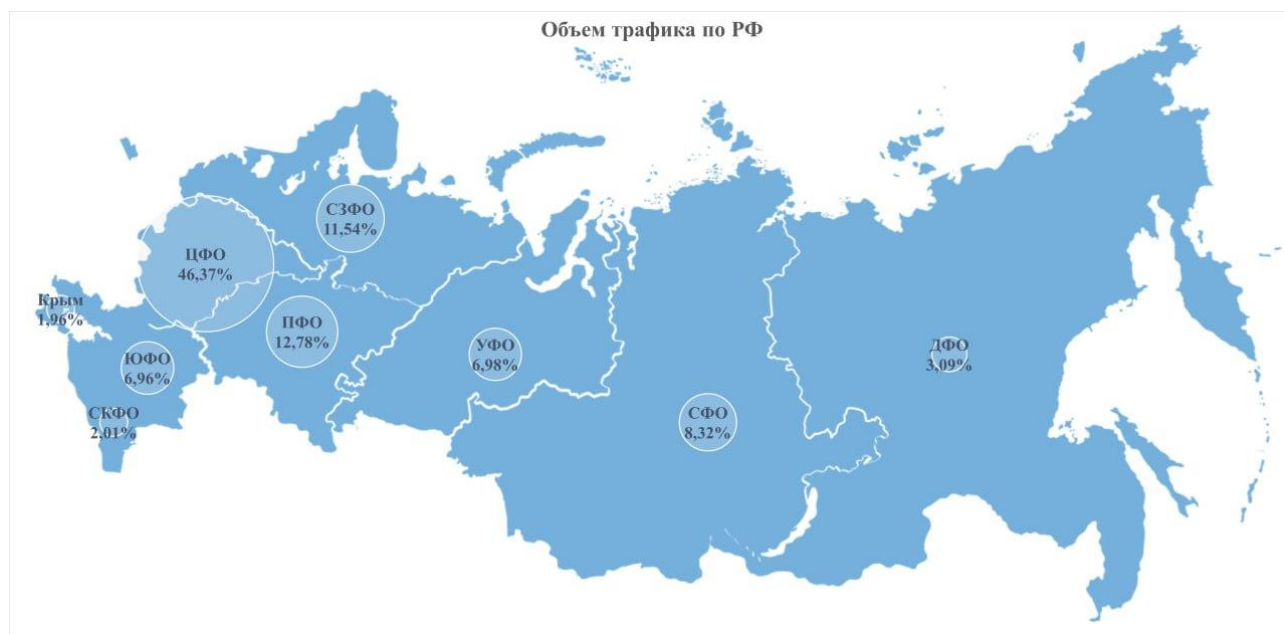 Объем трафика по РФ
СЗФО
11,54%
ЦФО
46,37%
Крым
1,96%
ПФО
12,78%
ЮФО
6,96%
УФО
6,98%
ДФО
3,09%
СКФО
2,01%
СФО
8,32%